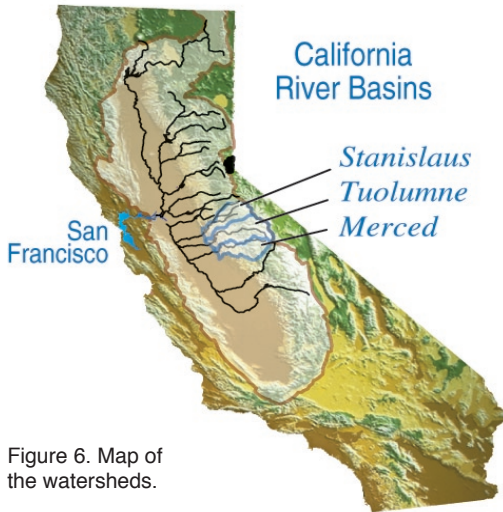 California
River Basins
Stanislaus
Tuolumne
Merced
San
Francisco
Figure 6. Map of
the watersheds.